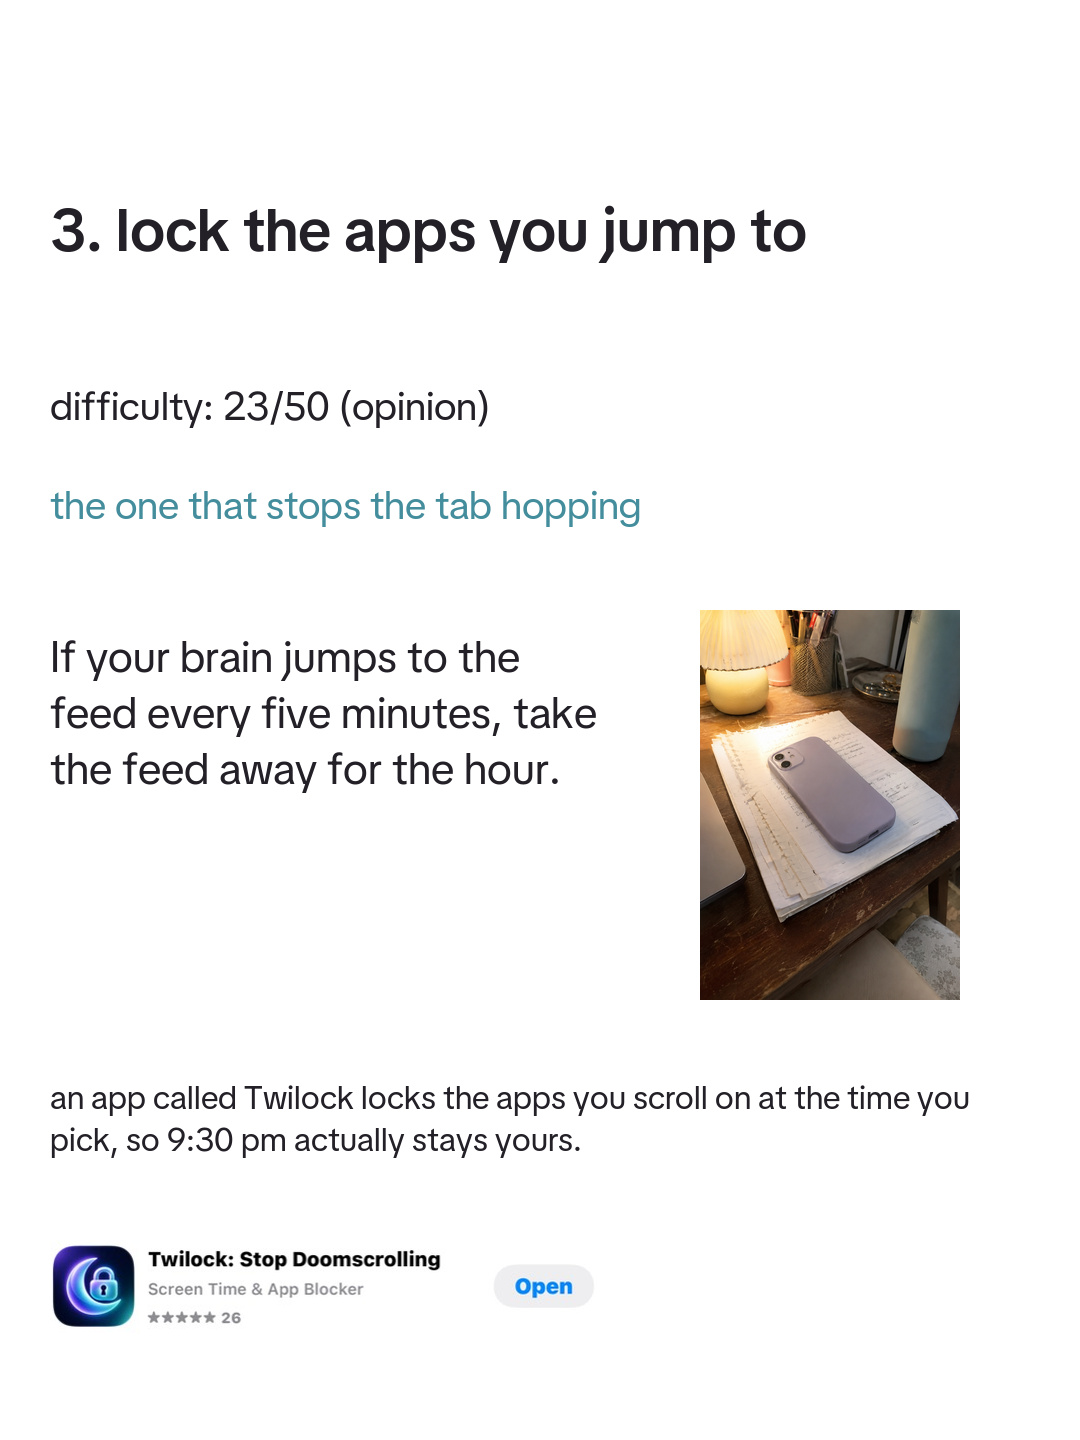 3. lock the apps you jump to
difficulty: 23/50 (opinion)
the one that stops the tab hopping
If your brain jumps to the
feed every five minutes, take
the feed away for the hour.
an app called Twilock locks the apps you scroll on at the time you
pick, so 9:30 pm actually stays yours.
Twilock: Stop Doomscrolling
Screen Time & App Blocker
★★★★★ 26
Open